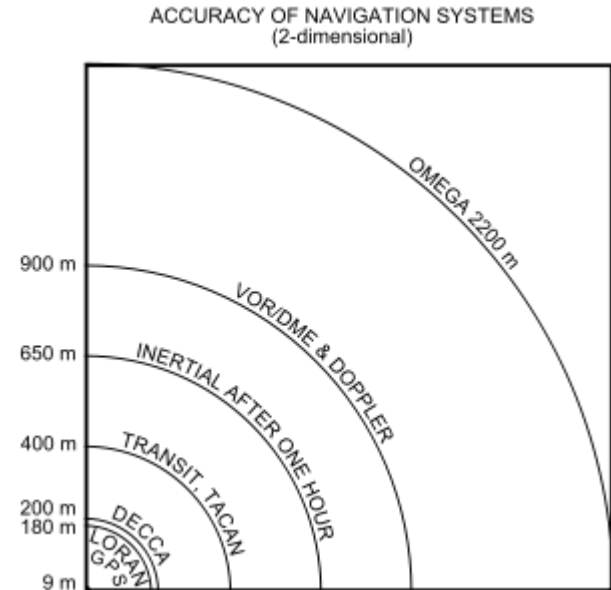 ACCURACY OF NAVIGATION SYSTEMS
(2-dimensional)
OMEGA 2200 m
900 m
VOR/DME & DOPPLER
650 m
INERTIAL AFTER ONE HOUR
400 m
TRANSIT, TACAN
200 m
DECCA
180 m
LORAN
GPS
9 m